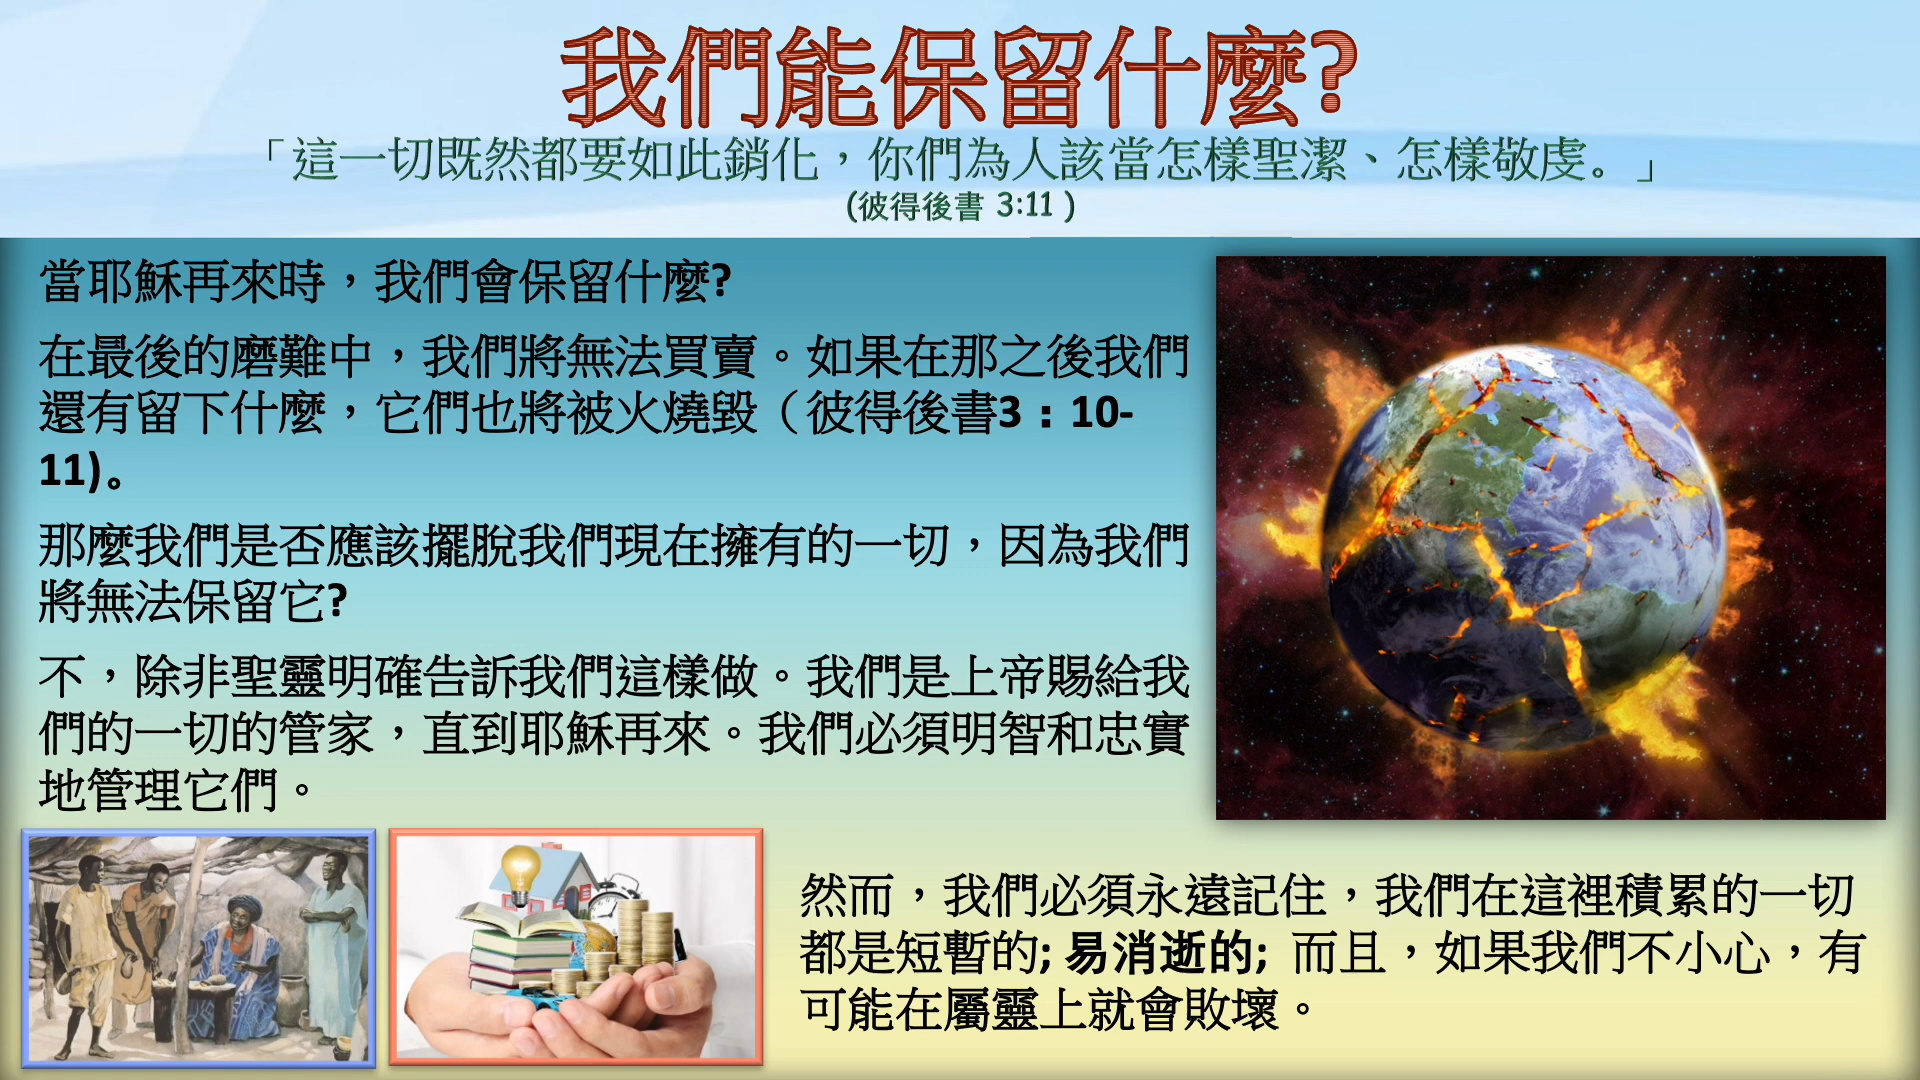 我們能保留什麼?
「這一切既然都要如此銷化，你們為人該當怎樣聖潔、怎樣敬虔。」
(彼得後書 3:11 )
當耶穌再來時，我們會保留什麼?
在最後的磨難中，我們將無法買賣。如果在那之後我們
還有留下什麼，它們也將被火燒毀（彼得後書3：10-
11)。
那麼我們是否應該擺脫我們現在擁有的一切，因為我們
將無法保留它?
不，除非聖靈明確告訴我們這樣做。我們是上帝賜給我
們的一切的管家，直到耶穌再來。我們必須明智和忠實
地管理它們。
然而，我們必須永遠記住，我們在這裡積累的一切
都是短暫的; 易消逝的; 而且，如果我們不小心，有
可能在屬靈上就會敗壞。